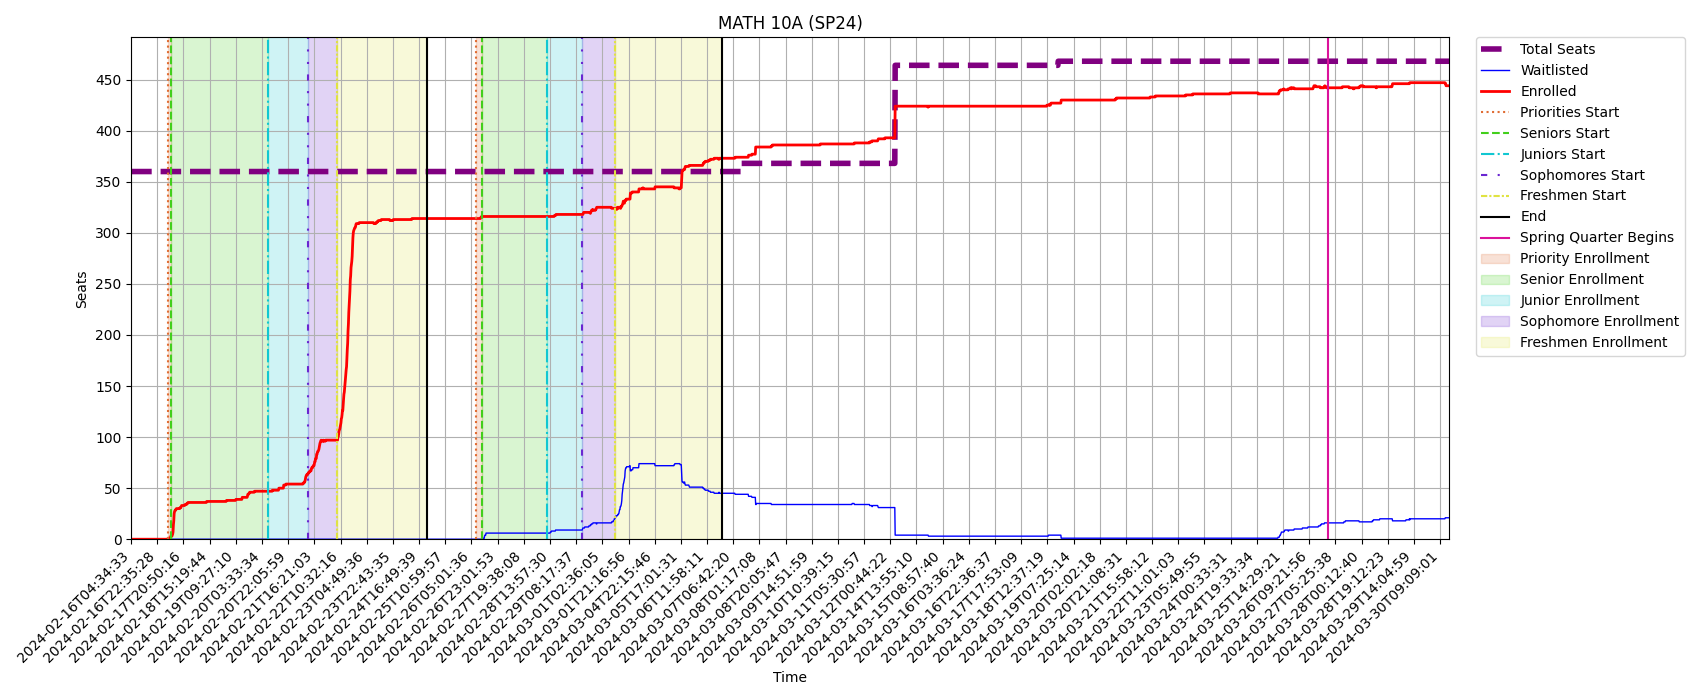 MATH 10A (SP24)
Seats
450
400
350
300
250
200
150
100
50
0
2024-02-16T04:34:33
2024-02-16T22:35:28
2024-02-17T20:50:16
2024-02-18T15:19:44
2024-02-19T09:27:10
2024-02-20T03:33:34
2024-02-20T22:05:59
2024-02-21T16:21:03
2024-02-22T10:32:16
2024-02-23T04:49:36
2024-02-23T22:43:35
2024-02-24T16:49:39
2024-02-25T10:59:57
2024-02-26T05:01:36
2024-02-26T23:01:53
2024-02-27T19:38:08
2024-02-28T13:57:30
2024-02-29T08:17:37
2024-03-01T02:36:05
2024-03-01T21:16:56
2024-03-04T22:15:46
2024-03-05T17:01:31
2024-03-06T11:58:11
2024-03-07T06:42:20
2024-03-08T01:17:08
2024-03-08T20:05:47
2024-03-09T14:51:59
2024-03-10T10:39:15
2024-03-11T05:30:57
2024-03-12T00:44:22
2024-03-14T13:55:10
2024-03-15T08:57:40
2024-03-16T03:36:24
2024-03-16T22:36:37
2024-03-17T17:53:09
2024-03-18T12:37:19
2024-03-19T07:25:14
2024-03-20T02:02:18
2024-03-20T21:08:31
2024-03-21T15:58:12
2024-03-22T11:01:03
2024-03-23T05:49:55
2024-03-24T00:33:31
2024-03-24T19:33:34
2024-03-25T14:29:21
2024-03-26T09:21:56
2024-03-27T05:25:38
2024-03-28T00:12:40
2024-03-28T19:12:23
2024-03-29T14:04:59
2024-03-30T09:09:01
Time
Total Seats
Waitlisted
Enrolled
Priorities Start
Seniors Start
Juniors Start
Sophomores Start
Freshmen Start
End
Spring Quarter Begins
Priority Enrollment
Senior Enrollment
Junior Enrollment
Sophomore Enrollment
Freshmen Enrollment